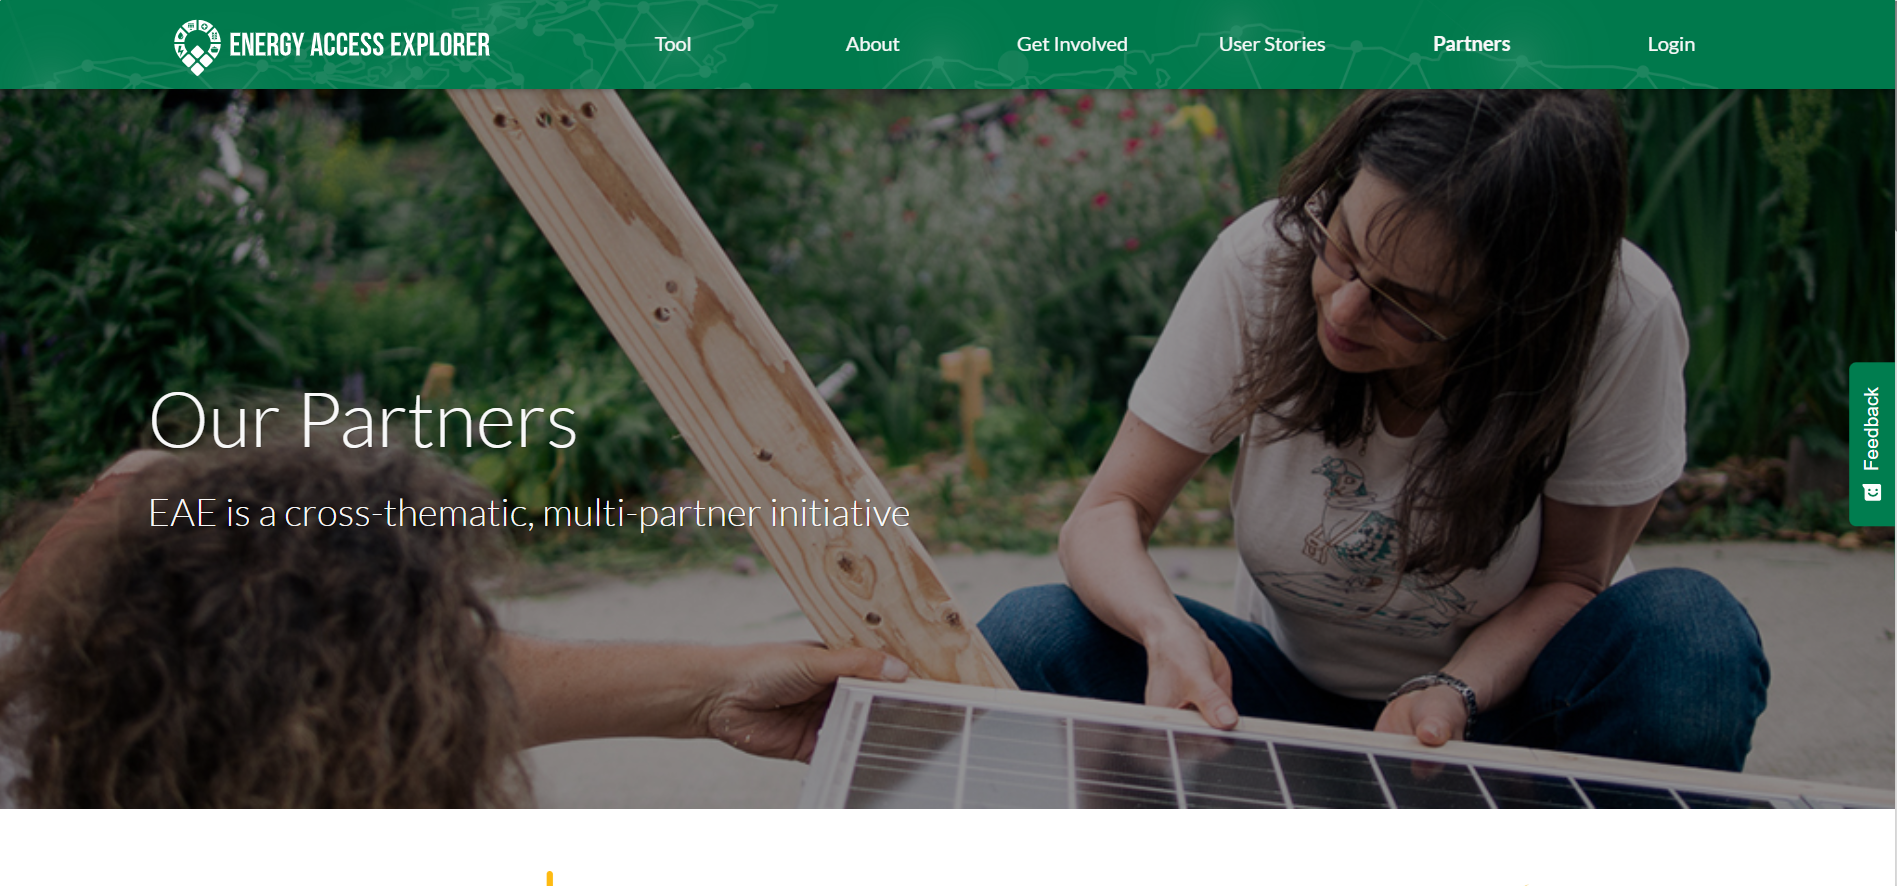 ENERGY ACCESS EXPLORER
Tool
About
Get Involved
User Stories
Partners
Login
Our Partners
EAE is a cross-thematic, multi-partner initiative
Feedback